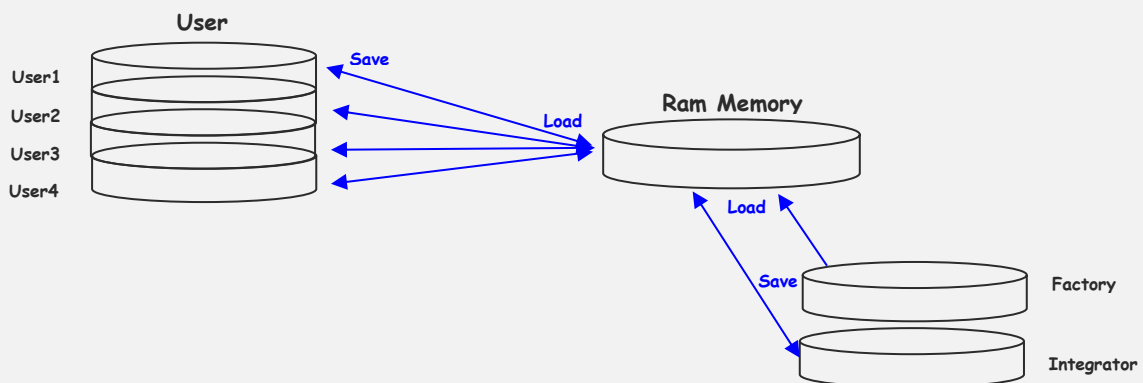 User
User1
User2
User3
User4
Save
Load
Ram Memory
Load
Save
Factory
Integrator